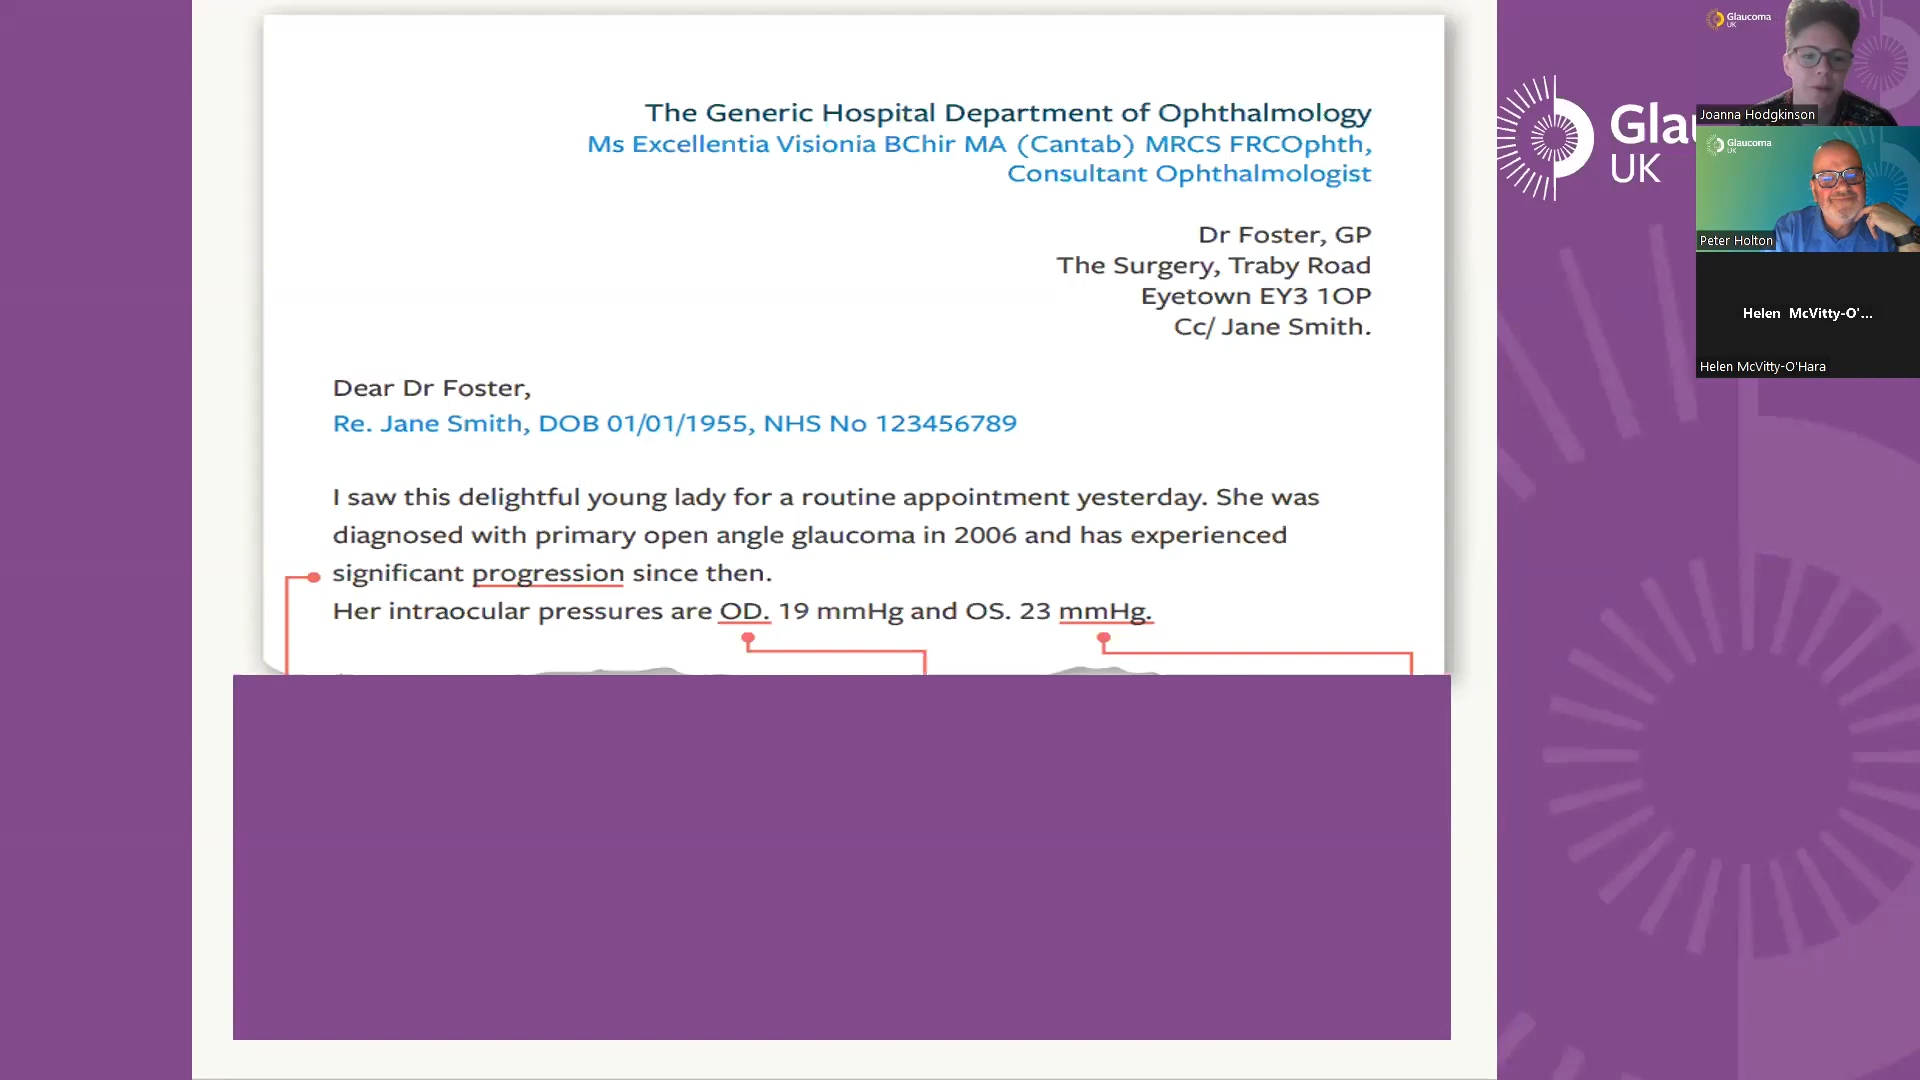 The Generic Hospital Department of Ophthalmology
Ms Excellentia Visionia BChir MA (Cantab) MRCS FRCOphth,
Consultant Ophthalmologist
Dr Foster, GP
The Surgery, Traby Road
Eyetown EY3 1OP
Cc/ Jane Smith.
Dear Dr Foster,
Re. Jane Smith, DOB 01/01/1955, NHS No 123456789
I saw this delightful young lady for a routine appointment yesterday. She was
diagnosed with primary open angle glaucoma in 2006 and has experienced
significant progression since then.
Her intraocular pressures are OD. 19 mmHg and OS. 23 mmHg.
Gla
UK
Glaucoma
UK
Joanna Hodgkinson
Glaucoma
UK
Peter Holton
Helen McVitty-O'...
Helen McVitty-O'Hara